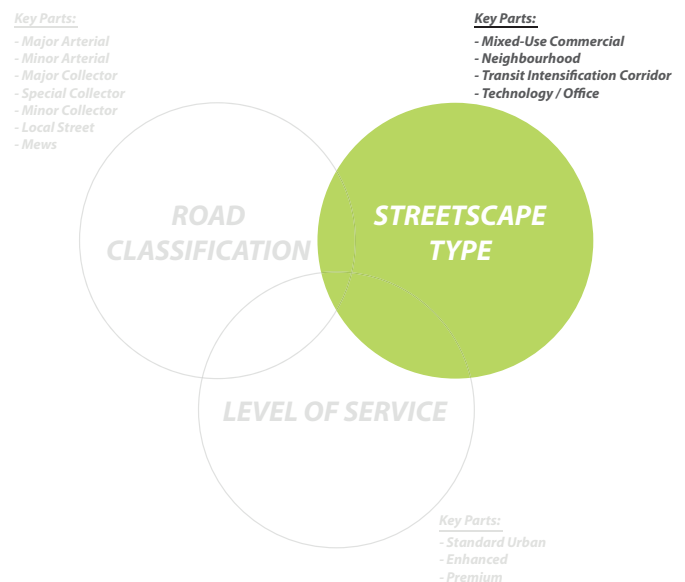 Key Parts:
- Major Arterial
- Minor Arterial
- Major Collector
- Special Collector
- Minor Collector
- Local Street
- Mews
Key Parts:
- Mixed-Use Commercial
- Neighbourhood
- Transit Intensification Corridor
- Technology / Office
ROAD
CLASSIFICATION
STREETSCAPE
TYPE
LEVEL OF SERVICE
Key Parts:
- Standard Urban
- Enhanced
- Premium